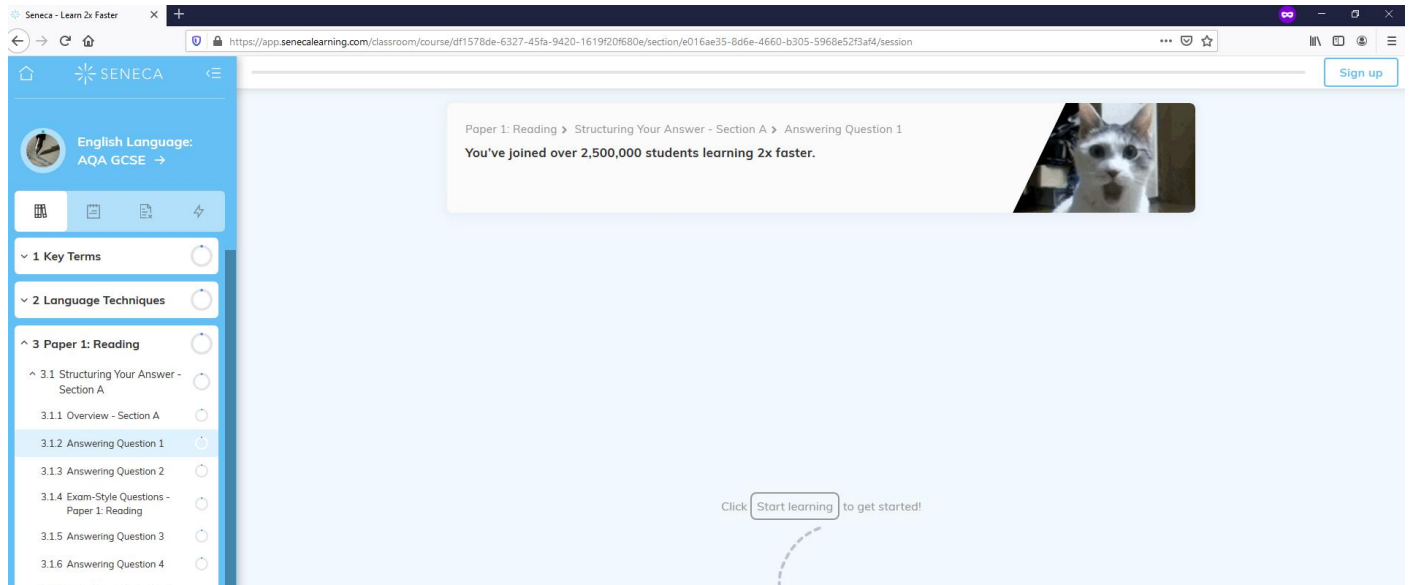 Seneca - Learn 2x Faster
https://app.senecalearning.com/classroom/course/df1578de-6327-45fa-9420-1619f20f680e/section/e016ae35-8d6e-4660-b305-5968e52f3af4/session
SENECA
Sign up
English Language:
AQA GCSE →
1 Key Terms
2 Language Techniques
3 Paper 1: Reading
3.1 Structuring Your Answer -
Section A
3.1.1 Overview - Section A
3.1.2 Answering Question 1
3.1.3 Answering Question 2
3.1.4 Exam-Style Questions -
Paper 1: Reading
3.1.5 Answering Question 3
3.1.6 Answering Question 4
Paper 1: Reading > Structuring Your Answer - Section A > Answering Question 1
You've joined over 2,500,000 students learning 2x faster.
Click Start learning to get started!